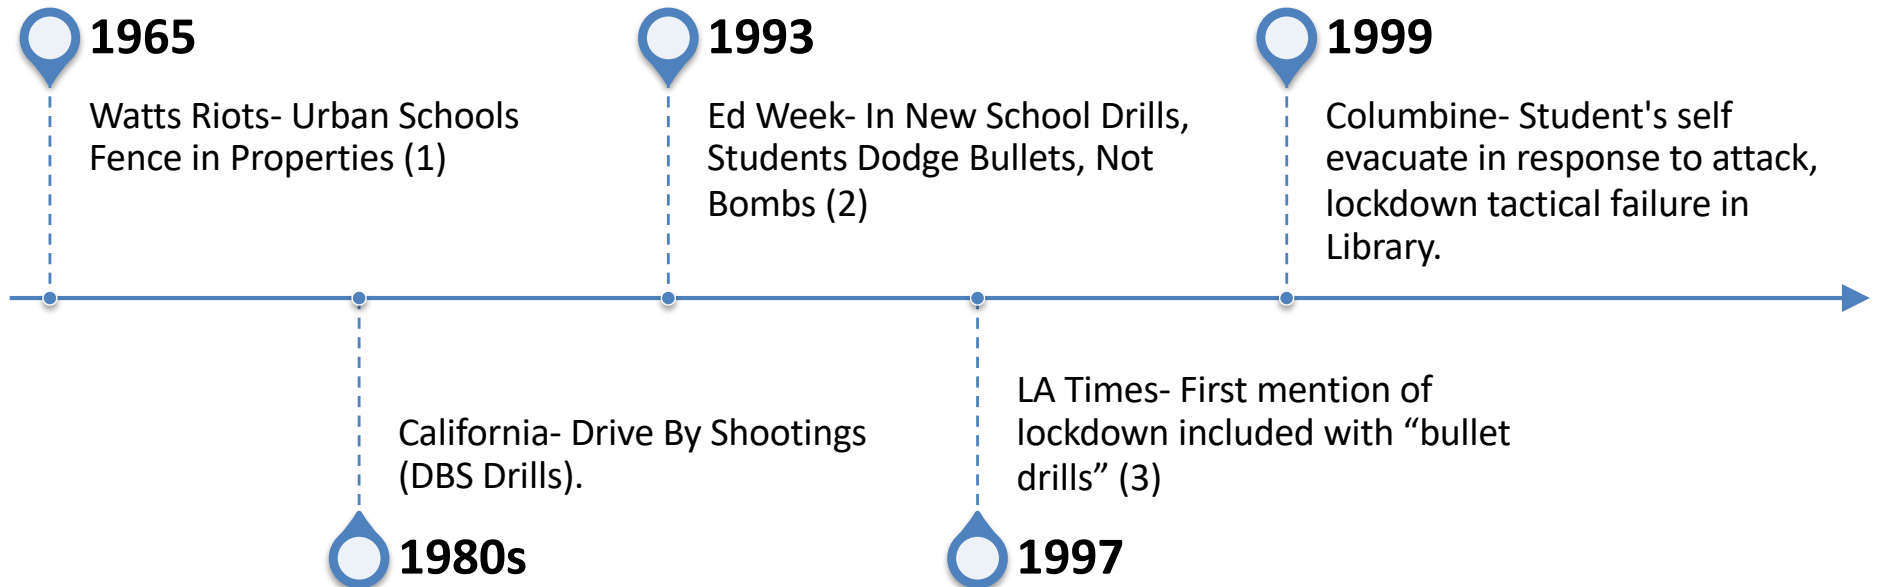 1965
Watts Riots- Urban Schools
Fence in Properties (1)
1980s
California- Drive By Shootings
(DBS Drills).
1993
Ed Week- In New School Drills,
Students Dodge Bullets, Not
Bombs (2)
1997
LA Times- First mention of
lockdown included with “bullet
drills” (3)
1999
Columbine- Student's self
evacuate in response to attack,
lockdown tactical failure in
Library.